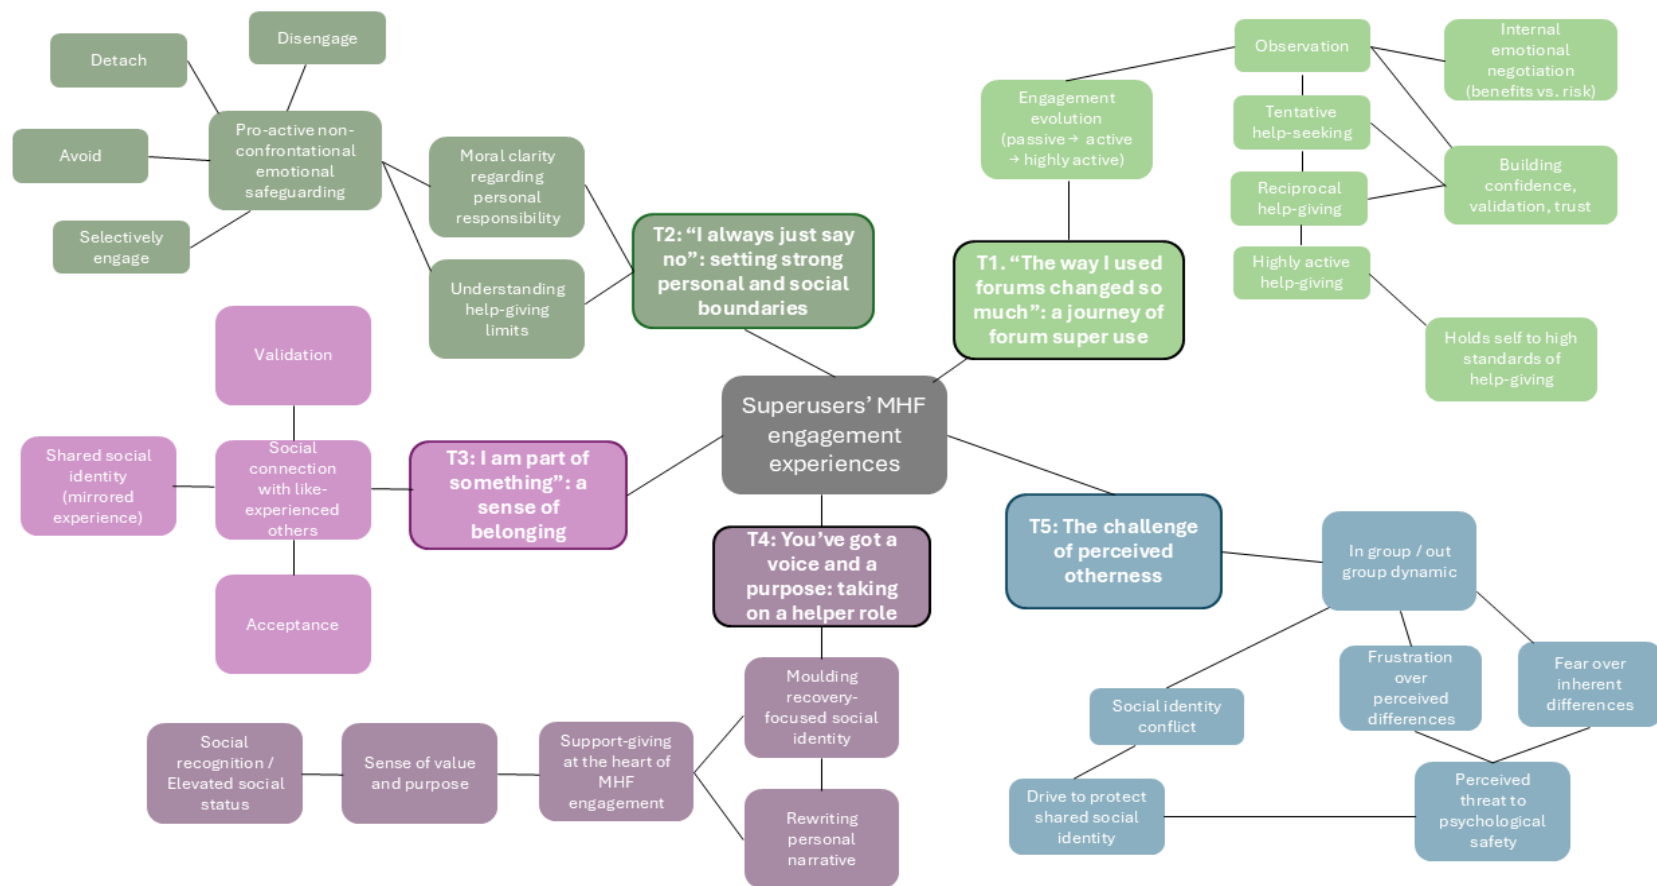 Disengage
Detach
Pro-active non-
confrontational
emotional
safeguarding
Avoid
Selectively
engage
Moral clarity
regarding
personal
responsibility
Understanding
help-giving
limits
T2: “I always just say
no”: setting strong
personal and social
boundaries
Observation
Internal
emotional
negotiation
(benefits vs. risk)
Engagement
evolution
(passive → active
→ highly active)
Tentative
help-seeking
Building
confidence,
validation, trust
Reciprocal
help-giving
Highly active
help-giving
T1. “The way I used
forums changed so
much”: a journey of
forum super use
Holds self to high
standards of
help-giving
Superusers’ MHF
engagement
experiences
Validation
Shared social
identity
(mirrored
experience)
Social
connection
with like-
experienced
others
Acceptance
T3: I am part of
something”: a
sense of
belonging
T4: You’ve got a
voice and a
purpose: taking
on a helper role
Moulding
recovery-
focused social
identity
Social
recognition /
Elevated social
status
Sense of value
and purpose
Support-giving
at the heart of
MHF
engagement
Rewriting
personal
narrative
T5: The challenge
of perceived
otherness
In group / out
group dynamic
Frustration
over
perceived
differences
Fear over
inherent
differences
Social identity
conflict
Drive to protect
shared social
identity
Perceived
threat to
psychological
safety